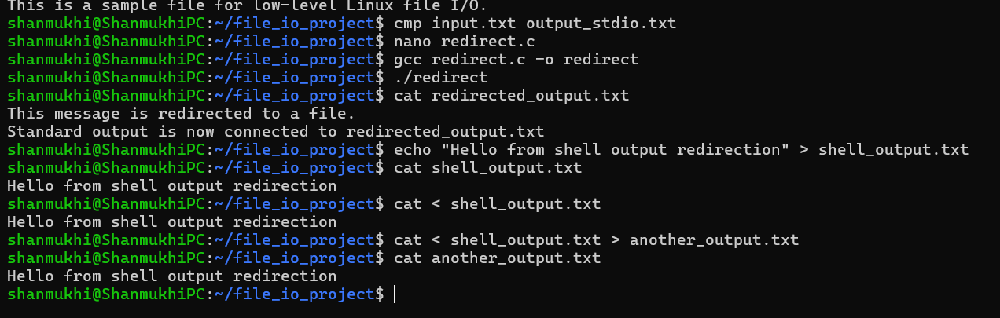 This is a sample file for low-level Linux file I/O.
shanmukhi@ShanmukhiPC:~/file_io_project$ cmp input.txt output_stdio.txt
shanmukhi@ShanmukhiPC:~/file_io_project$ nano redirect.c
shanmukhi@ShanmukhiPC:~/file_io_project$ gcc redirect.c -o redirect
shanmukhi@ShanmukhiPC:~/file_io_project$ ./redirect
shanmukhi@ShanmukhiPC:~/file_io_project$ cat redirected_output.txt
This message is redirected to a file.
Standard output is now connected to redirected_output.txt
shanmukhi@ShanmukhiPC:~/file_io_project$ echo "Hello from shell output redirection" > shell_output.txt
shanmukhi@ShanmukhiPC:~/file_io_project$ cat shell_output.txt
Hello from shell output redirection
shanmukhi@ShanmukhiPC:~/file_io_project$ cat < shell_output.txt
Hello from shell output redirection
shanmukhi@ShanmukhiPC:~/file_io_project$ cat < shell_output.txt > another_output.txt
shanmukhi@ShanmukhiPC:~/file_io_project$ cat another_output.txt
Hello from shell output redirection
shanmukhi@ShanmukhiPC:~/file_io_project$